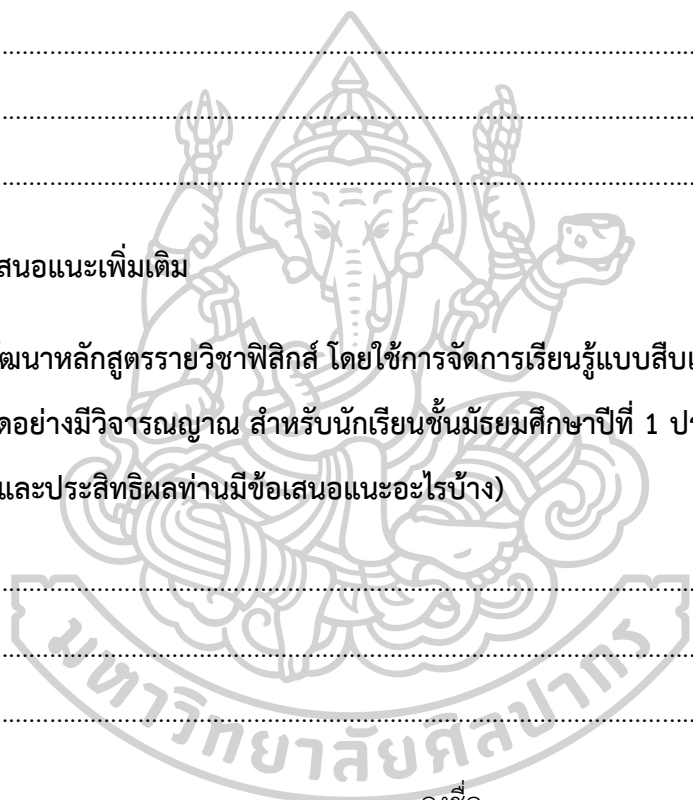 ................................................................................................
................................................................................................
................................................................................................
สนอแนะเพิ่มเติม
ัฒนาหลักสูตรรายวิชาฟิสิกส์ โดยใช้การจัดการเรียนรู้แบบสืบเ
ดอย่างมีวิจารณญาณ สำหรับนักเรียนชั้นมัธยมศึกษาปีที่ 1 ปร
และประสิทธิผลท่านมีข้อเสนอแนะอะไรบ้าง)
................................................................................................
................................................................................................
................................................................................................
มหาวิทยาลัยศิลปากร